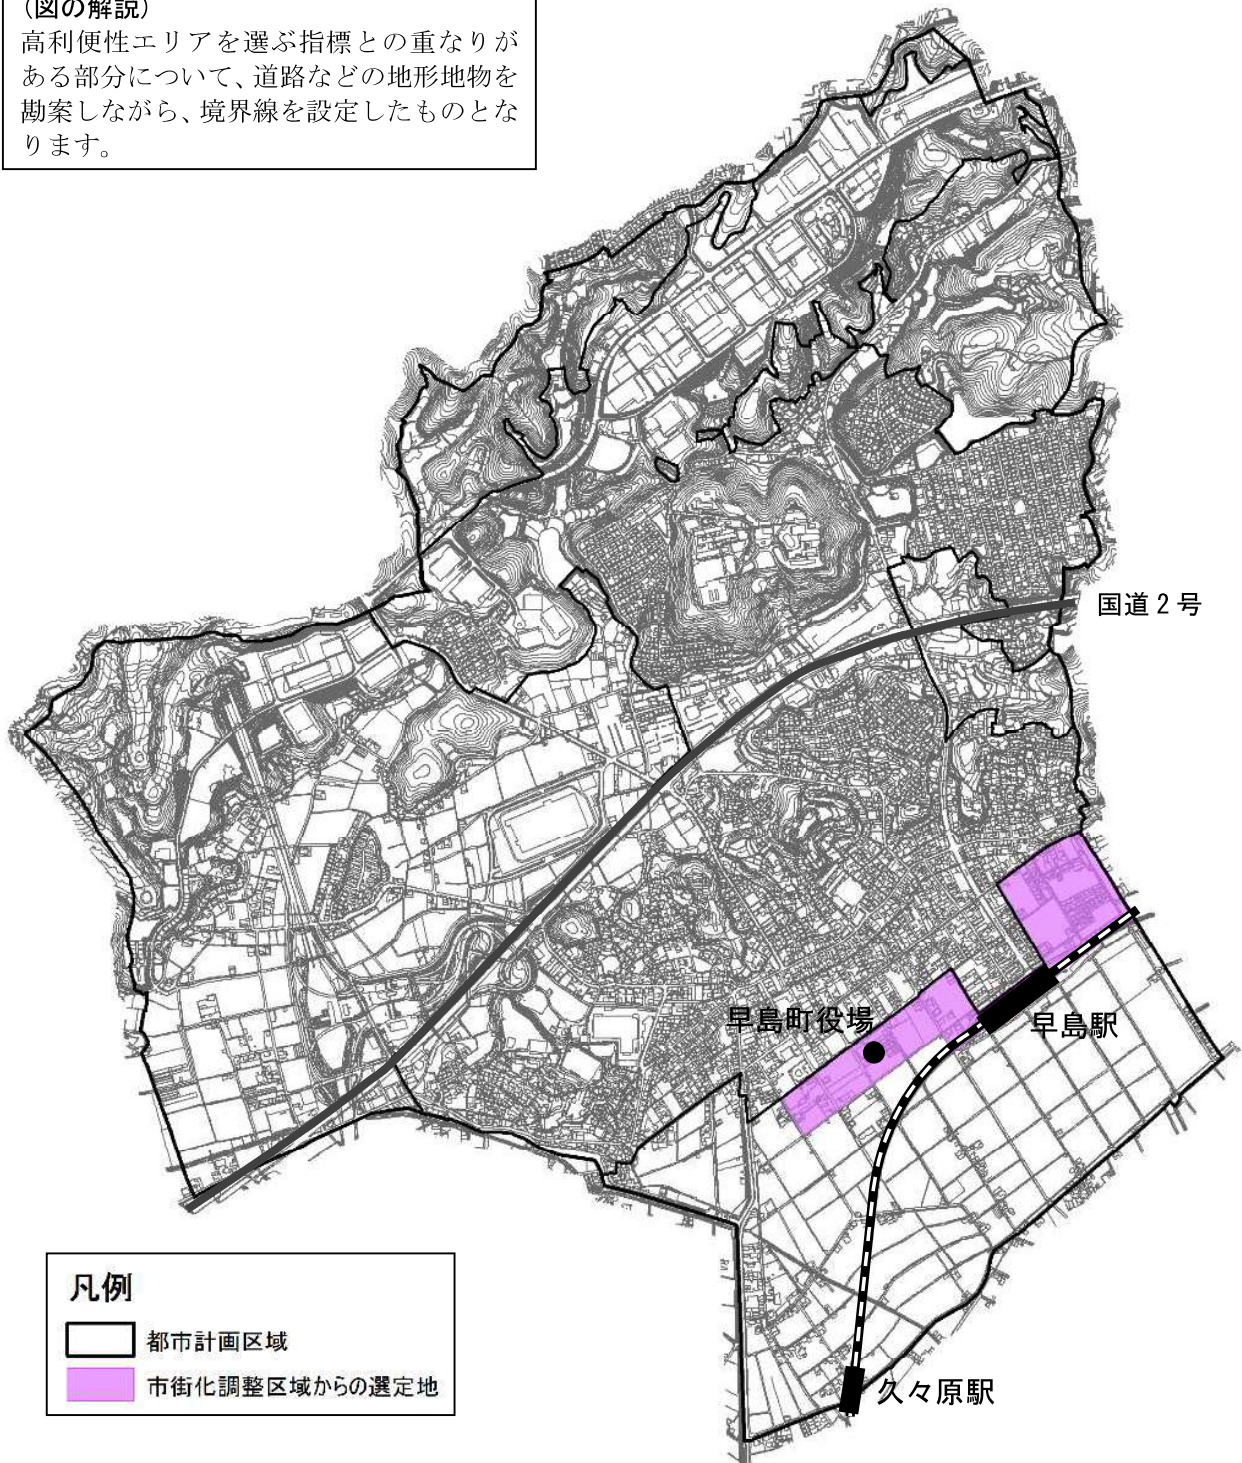 (図の解説)
高利便性エリアを選ぶ指標との重なりが
ある部分について、道路などの地形地物を
勘案しながら、境界線を設定したものとな
ります。
国道２号
早島町役場
早島駅
久々原駅
凡例
都市計画区域
市街化調整区域からの選定地